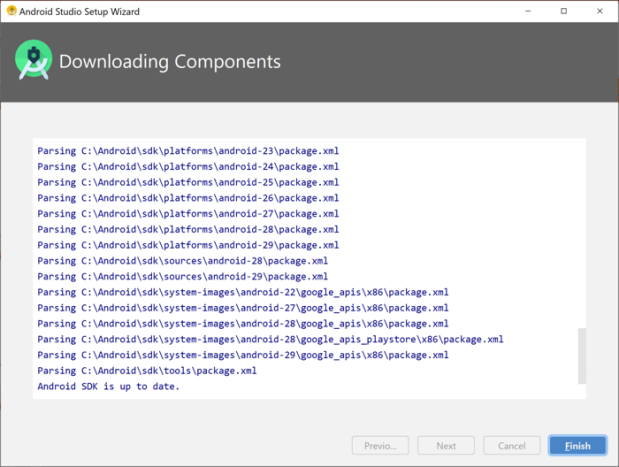 Android Studio Setup Wizard
Downloading Components
Parsing C:\Android\sdk\platforms\android-23\package.xml
Parsing C:\Android\sdk\platforms\android-24\package.xml
Parsing C:\Android\sdk\platforms\android-25\package.xml
Parsing C:\Android\sdk\platforms\android-26\package.xml
Parsing C:\Android\sdk\platforms\android-27\package.xml
Parsing C:\Android\sdk\platforms\android-28\package.xml
Parsing C:\Android\sdk\platforms\android-29\package.xml
Parsing C:\Android\sdk\sources\android-28\package.xml
Parsing C:\Android\sdk\sources\android-29\package.xml
Parsing C:\Android\sdk\system-images\android-22\google_apis\x86\package.xml
Parsing C:\Android\sdk\system-images\android-27\google_apis\x86\package.xml
Parsing C:\Android\sdk\system-images\android-28\google_apis\x86\package.xml
Parsing C:\Android\sdk\system-images\android-28\google_apis_playstore\x86\package.xml
Parsing C:\Android\sdk\system-images\android-29\google_apis\x86\package.xml
Parsing C:\Android\sdk\tools\package.xml
Android SDK is up to date.
Previo... Next Cancel Finish